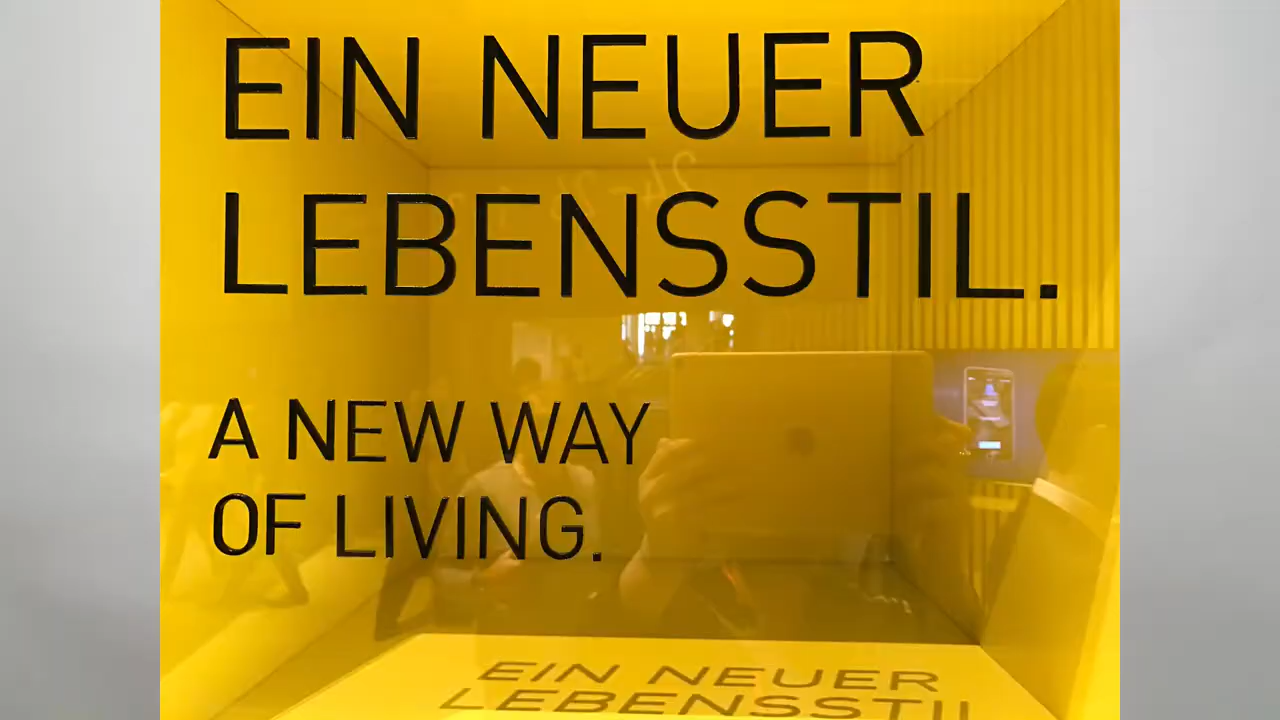 EIN NEUER
LEBENSSTIL.
A NEW WAY
OF LIVING.
EIN NEUER
LEBENSSTIL